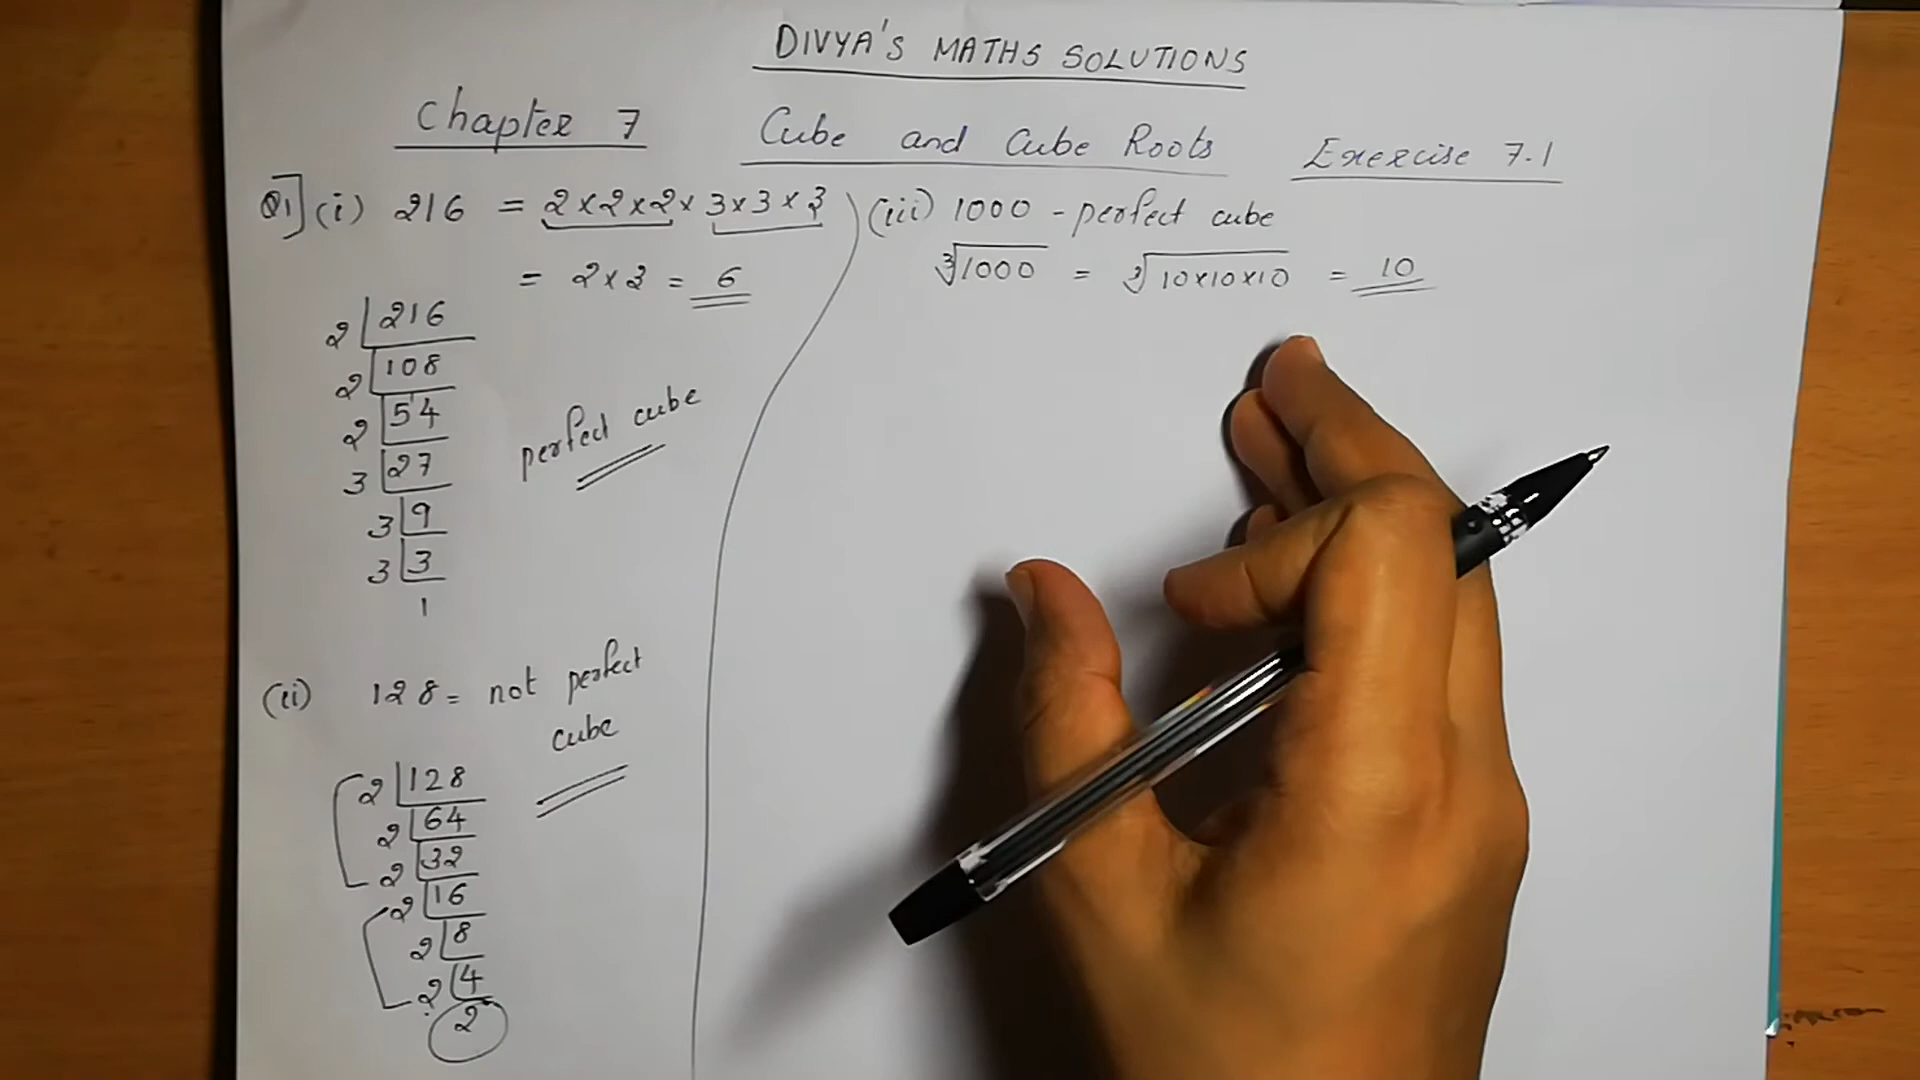 DIVYA'S MATHS SOLUTIONS
Chapter 7 Cube and Cube Roots Exercise 7.1
Q1] (i) 216 = 2×2×2×3×3×3
= 2×3 = 6
2 | 216
2 | 108
2 | 54
3 | 27
3 | 9
3 | 3
1
perfect cube
(ii) 128 = not perfect
cube
2 | 128
2 | 64
2 | 32
2 | 16
2 | 8
2 | 4
2
(iii) 1000 - perfect cube
∛1000 = ∛10×10×10 = 10